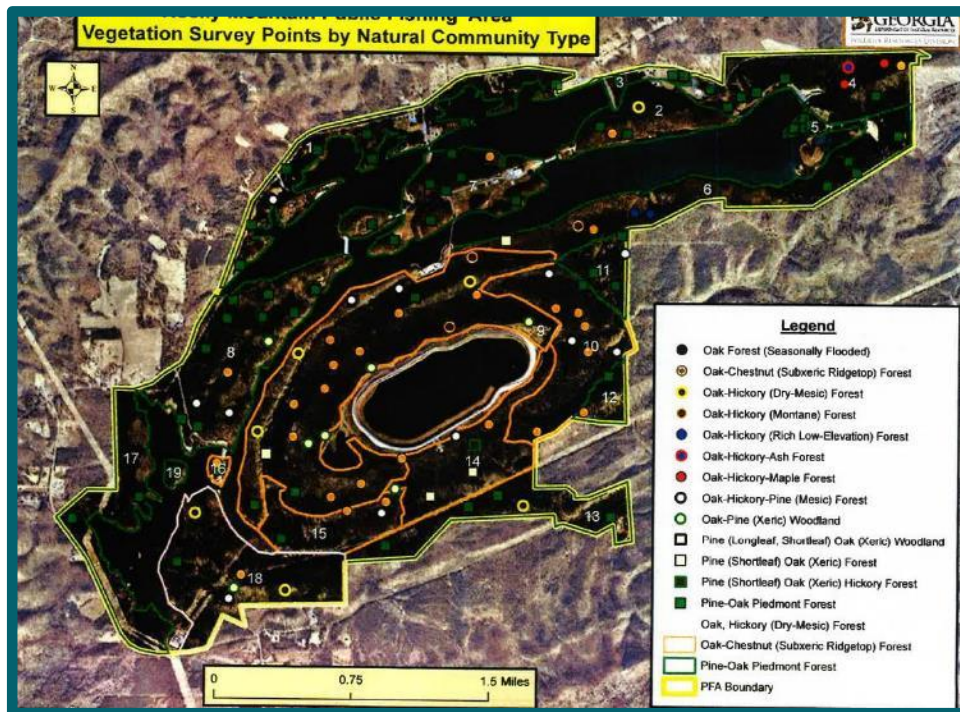 Rocky Mountain Public Fishing Area
Vegetation Survey Points by Natural Community Type
GEORGIA
N
W E
S
1
2
3
4
5
6
7
8
9
10
11
12
13
14
15
16
17
18
19
Legend
Oak Forest (Seasonally Flooded)
Oak-Chestnut (Subxeric Ridgetop) Forest
Oak-Hickory (Dry-Mesic) Forest
Oak-Hickory (Montane) Forest
Oak-Hickory (Rich Low-Elevation) Forest
Oak-Hickory-Ash Forest
Oak-Hickory-Maple Forest
Oak-Hickory-Pine (Mesic) Forest
Oak-Pine (Xeric) Woodland
Pine (Longleaf, Shortleaf) Oak (Xeric) Woodland
Pine (Shortleaf) Oak (Xeric) Forest
Pine (Shortleaf) Oak (Xeric) Hickory Forest
Pine-Oak Piedmont Forest
Oak, Hickory (Dry-Mesic) Forest
Oak-Chestnut (Subxeric Ridgetop) Forest
Pine-Oak Piedmont Forest
PFA Boundary
0 0.75 1.5 Miles